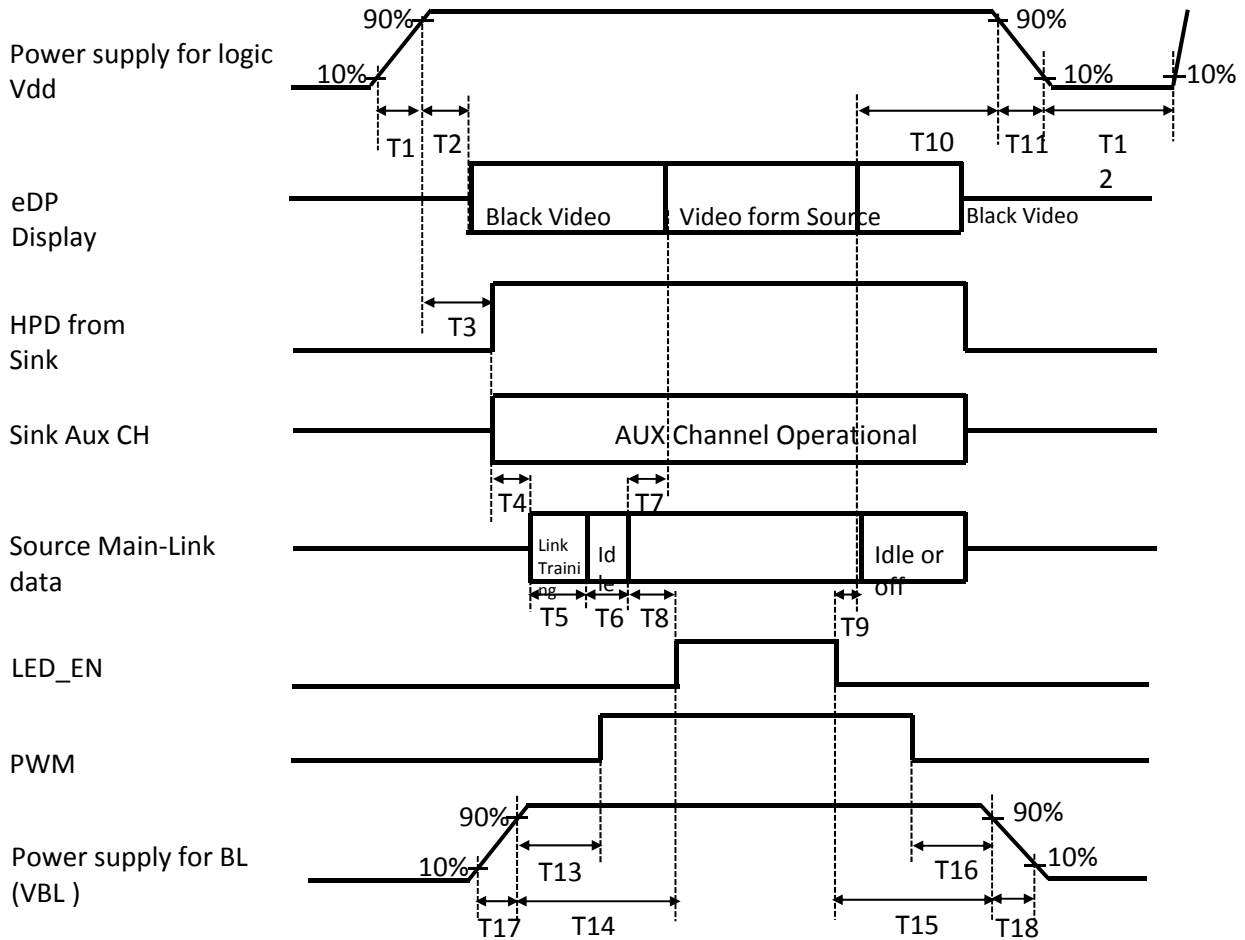 90%
90%
Power supply for logic
Vdd
10%
10%
10%
T1
T2
T10
T11
T1
2
eDP
Display
Black Video
Video form Source
Black Video
T3
HPD from
Sink
Sink Aux CH
AUX Channel Operational
T4
T7
Source Main-Link
data
Link
Traini
ng
Id
le
Idle or
off
T5
T6
T8
T9
LED_EN
PWM
90%
90%
Power supply for BL
(VBL )
10%
T13
T16
10%
T17
T14
T15
T18